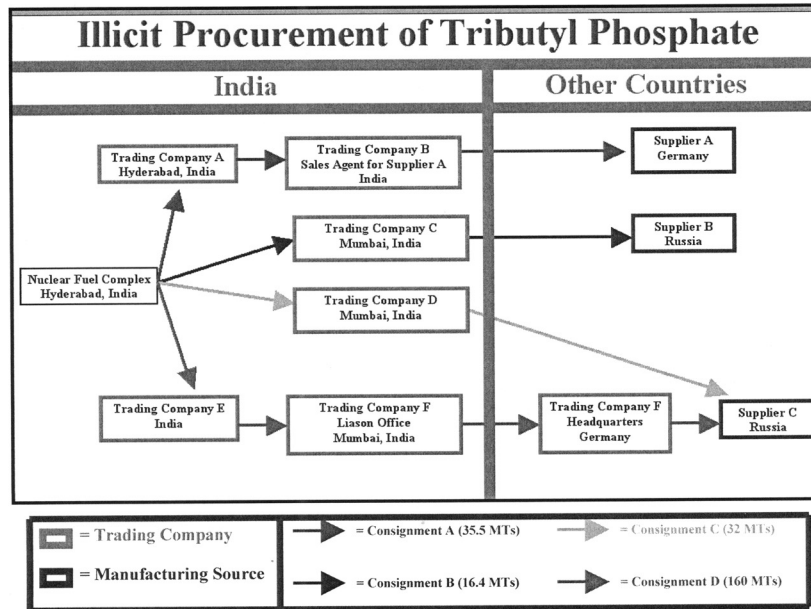 Illicit Procurement of Tributyl Phosphate
India
Other Countries
Trading Company A
Hyderabad, India
Trading Company B
Sales Agent for Supplier A
India
Supplier A
Germany
Trading Company C
Mumbai, India
Supplier B
Russia
Nuclear Fuel Complex
Hyderabad, India
Trading Company D
Mumbai, India
Trading Company E
India
Trading Company F
Liason Office
Mumbai, India
Trading Company F
Headquarters
Germany
Supplier C
Russia
= Trading Company
= Manufacturing Source
= Consignment A (35.5 MTs)
= Consignment C (32 MTs)
= Consignment B (16.4 MTs)
= Consignment D (160 MTs)